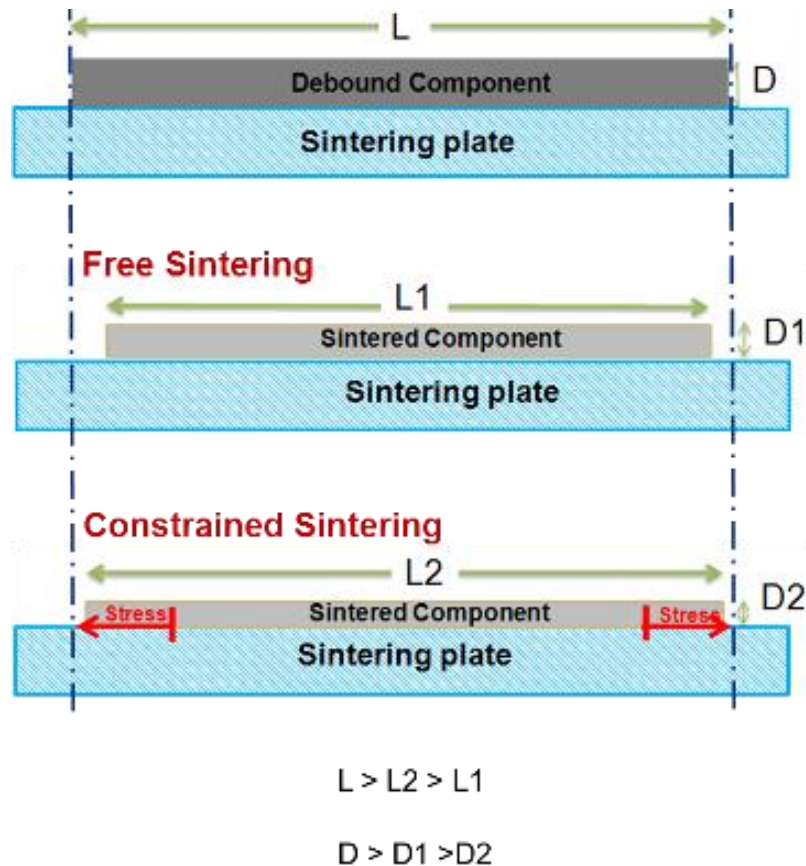 L
Debound Component
D
Sintering plate
Free Sintering
L1
Sintered Component
D1
Sintering plate
Constrained Sintering
L2
D2
Stress Sintered Component Stress
Sintering plate
L > L2 > L1
D > D1 >D2